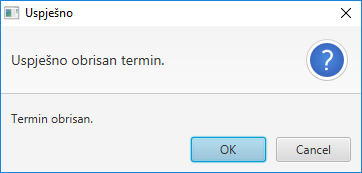 Uspješno
Uspješno obrisan termin.
?
Termin obrisan.
OK
Cancel